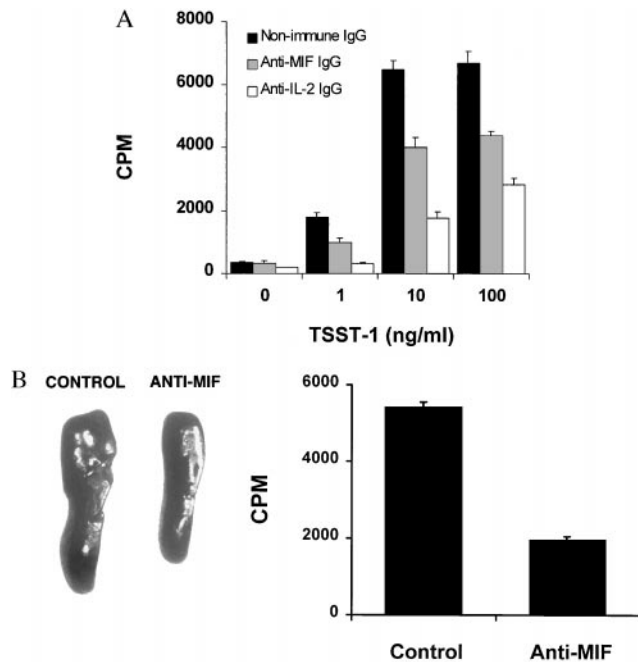 A
Non-immune IgG
Anti-MIF IgG
Anti-IL-2 IgG
8000
6000
4000
2000
0
CPM
0 1 10 100
TSST-1 (ng/ml)
B CONTROL ANTI-MIF
6000
4000
2000
0
CPM
Control Anti-MIF